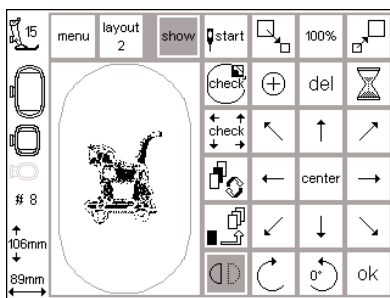 15
menu
layout
2
show
start
100%
check
del
check
center
# 8
106mm
89mm
0°
ok